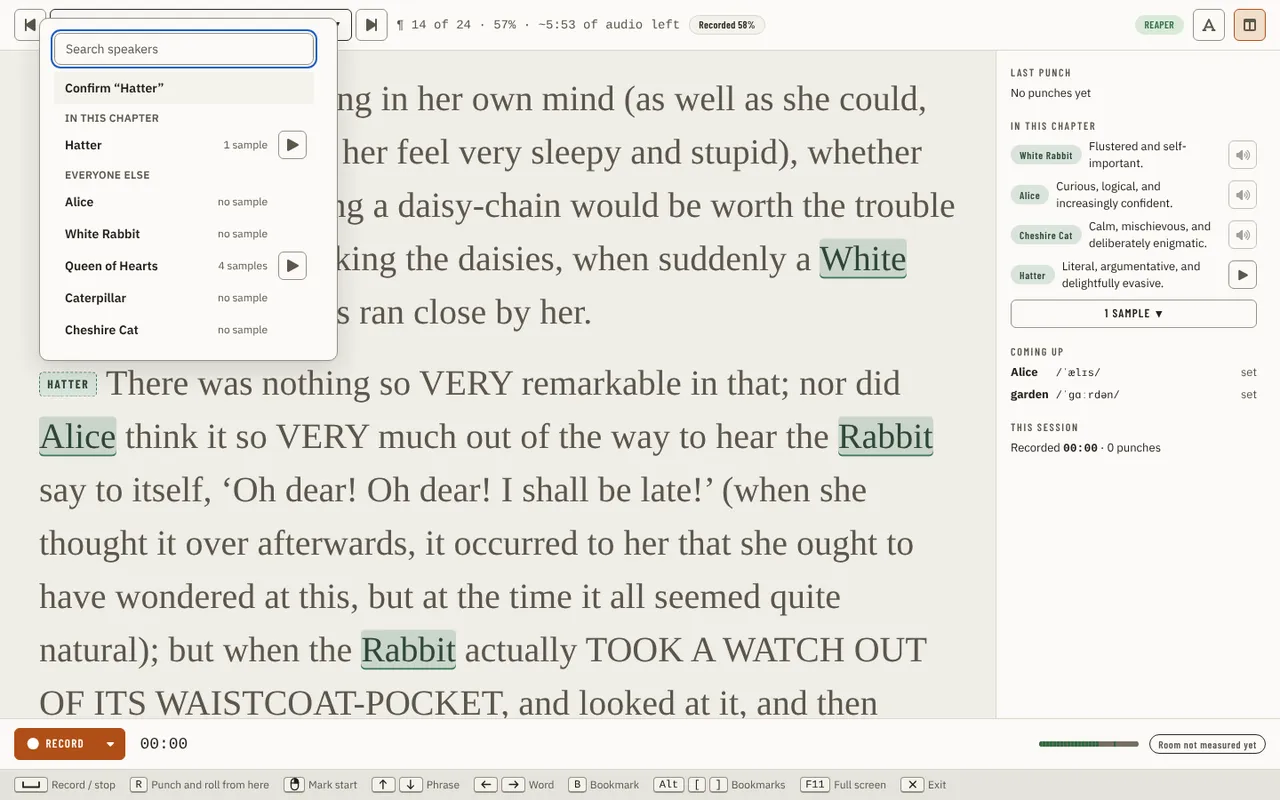 ¶ 14 of 24 · 57% · ~5:53 of audio left
Recorded 58%
REAPER
A
Search speakers
Confirm “Hatter”
IN THIS CHAPTER
Hatter 1 sample
EVERYONE ELSE
Alice no sample
White Rabbit no sample
Queen of Hearts 4 samples
Caterpillar no sample
Cheshire Cat no sample
ng in her own mind (as well as she could,
her feel very sleepy and stupid), whether
ng a daisy-chain would be worth the trouble
king the daisies, when suddenly a White
s ran close by her.
HATTER There was nothing so VERY remarkable in that; nor did
Alice think it so VERY much out of the way to hear the Rabbit
say to itself, ‘Oh dear! Oh dear! I shall be late!’ (when she
thought it over afterwards, it occurred to her that she ought to
have wondered at this, but at the time it all seemed quite
natural); but when the Rabbit actually TOOK A WATCH OUT
OF ITS WAISTCOAT-POCKET, and looked at it, and then
LAST PUNCH
No punches yet
IN THIS CHAPTER
White Rabbit Flustered and self-
important.
Alice Curious, logical, and
increasingly confident.
Cheshire Cat Calm, mischievous, and
deliberately enigmatic.
Hatter Literal, argumentative, and
delightfully evasive.
1 SAMPLE ▼
COMING UP
Alice /ˈælɪs/ set
garden /ˈɡɑːrdən/ set
THIS SESSION
Recorded 00:00 · 0 punches
RECORD 00:00
Room not measured yet
Record / stop R Punch and roll from here Mark start ↑ ↓ Phrase ← → Word B Bookmark Alt [ ] Bookmarks F11 Full screen ✕ Exit